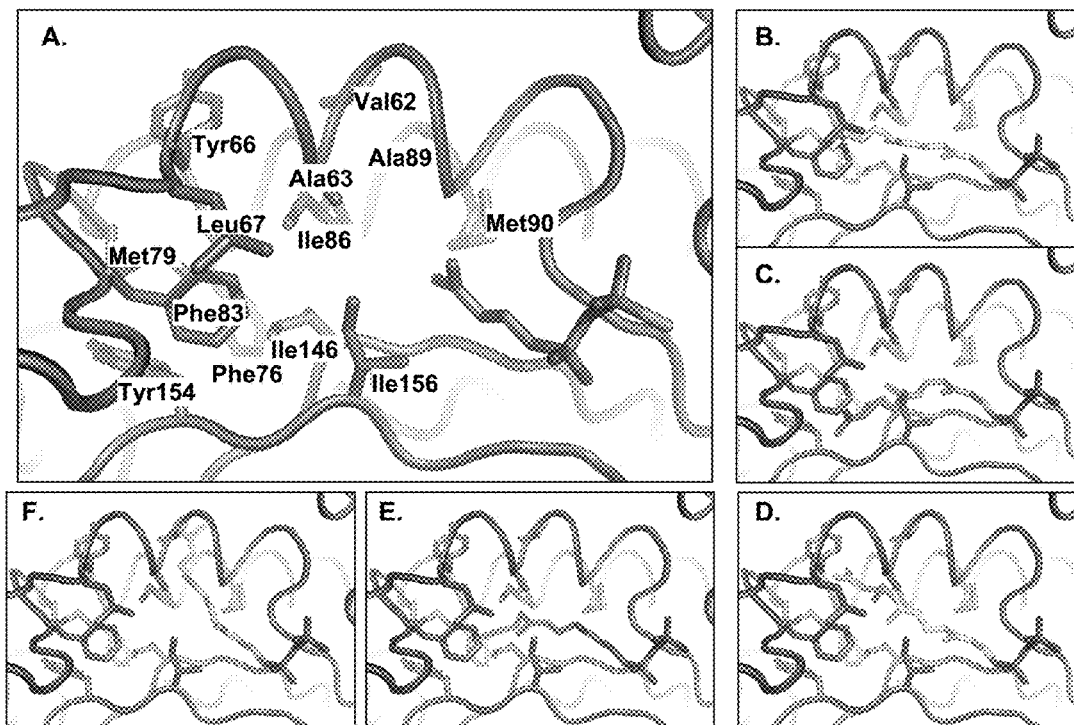 A.
Val62
Tyr66
Ala89
Ala63
Leu67
Met90
Ile86
Met79
Phe83
Ile146
Phe76
Ile156
Tyr154
B.
C.
F.
E.
D.